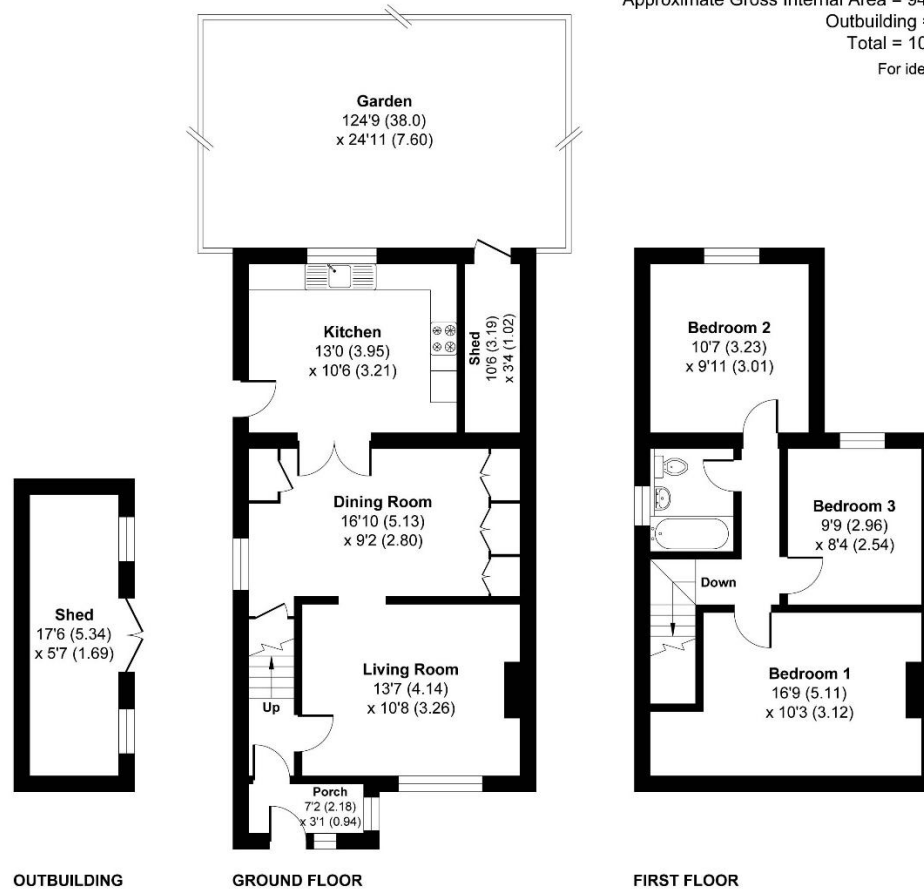 Approximate Gross Internal Area = 94
Outbuilding =
Total = 10
For ide
Garden
124'9 (38.0)
x 24'11 (7.60)
Kitchen
13'0 (3.95)
x 10'6 (3.21)
Shed
10'6 (3.19)
x 3'4 (1.02)
Bedroom 2
10'7 (3.23)
x 9'11 (3.01)
Dining Room
16'10 (5.13)
x 9'2 (2.80)
Bedroom 3
9'9 (2.96)
x 8'4 (2.54)
Down
Shed
17'6 (5.34)
x 5'7 (1.69)
Living Room
13'7 (4.14)
x 10'8 (3.26)
Up
Bedroom 1
16'9 (5.11)
x 10'3 (3.12)
Porch
7'2 (2.18)
x 3'1 (0.94)
OUTBUILDING
GROUND FLOOR
FIRST FLOOR